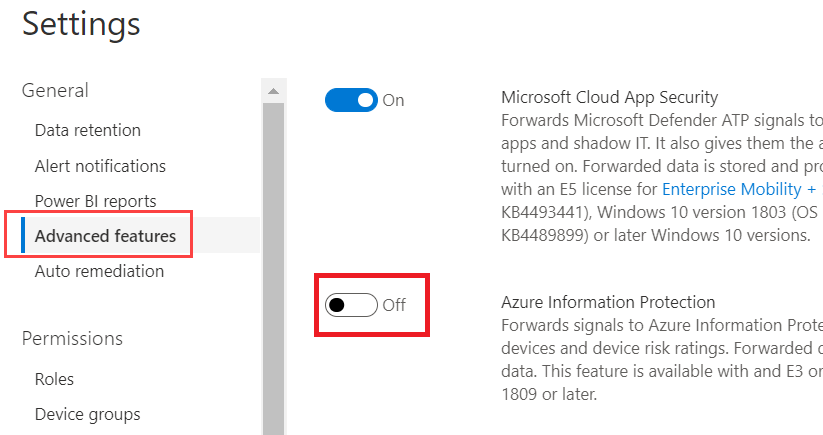 Settings
General
Data retention
Alert notifications
Power BI reports
Advanced features
Auto remediation
Permissions
Roles
Device groups
On
Microsoft Cloud App Security
Forwards Microsoft Defender ATP signals to
apps and shadow IT. It also gives them the a
turned on. Forwarded data is stored and pro
with an E5 license for Enterprise Mobility +
KB4493441), Windows 10 version 1803 (OS
KB4489899) or later Windows 10 versions.
Off
Azure Information Protection
Forwards signals to Azure Information Prote
devices and device risk ratings. Forwarded d
data. This feature is available with and E3 or
1809 or later.